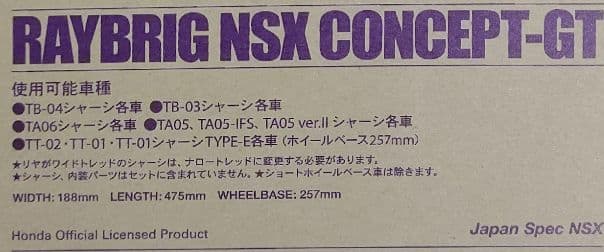 RAYBRIG NSX CONCEPT-GT
使用可能車種
●TB-04シャーシ各車 ●TB-03シャーシ各車
●TA06シャーシ各車 ●TA05、TA05-IFS、TA05 ver.II シャーシ各車
●TT-02・TT-01・TT-01シャーシTYPE-E各車（ホイールベース257mm）
★リヤがワイドトレッドのシャーシは、ナロートレッドに変更する必要があります。
★シャーシ、内装パーツはセットに含まれていません。★ショートホイールベース車は除きます。
WIDTH: 188mm LENGTH: 475mm WHEELBASE: 257mm
Honda Official Licensed Product
Japan Spec NSX